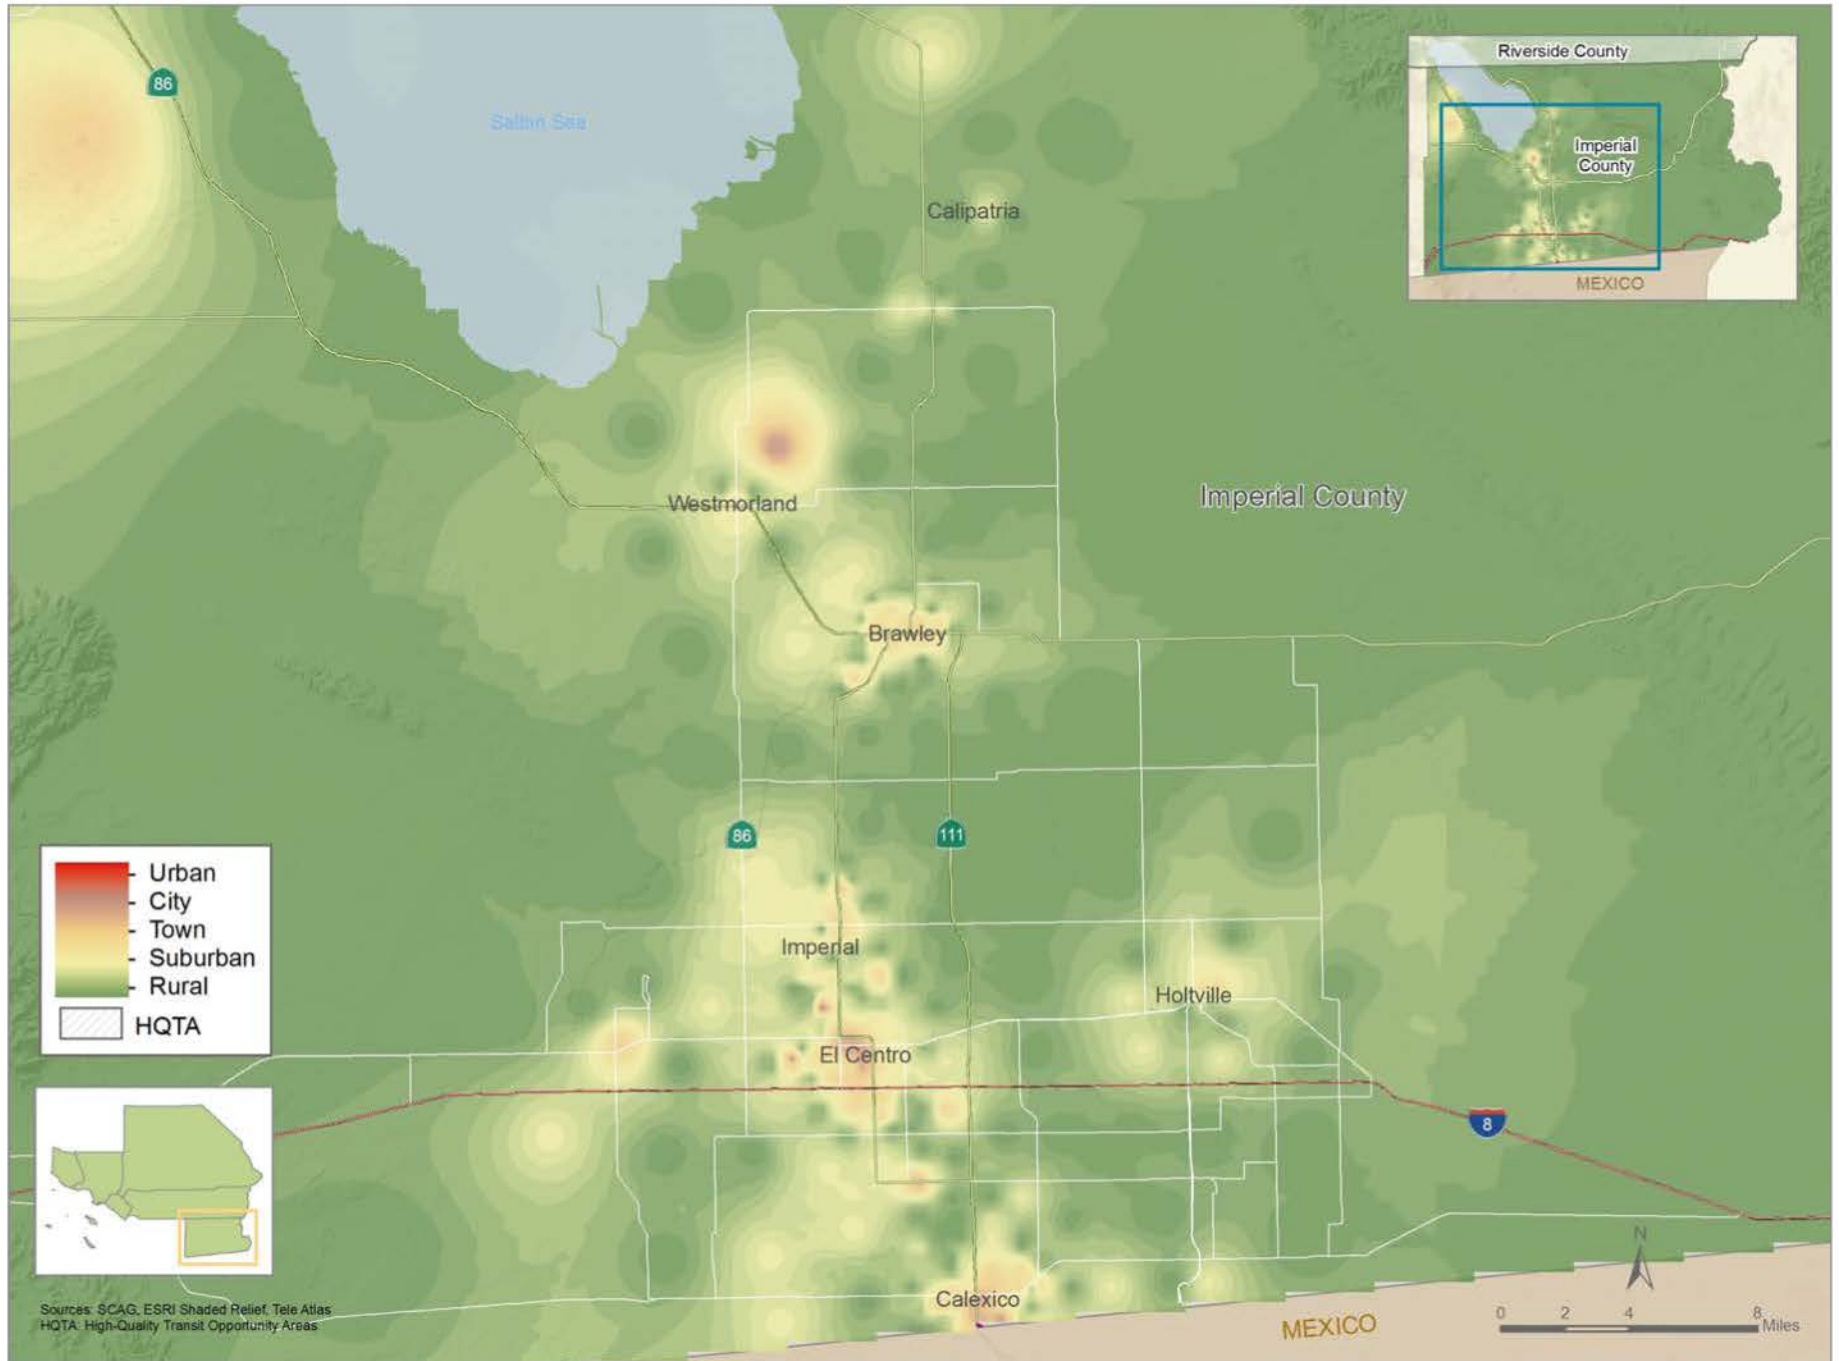 86
Salton Sea
Riverside County
Imperial
County
MEXICO
Calipatria
Westmorland
Imperial County
Brawley
86
111
Urban
City
Town
Suburban
Rural
HQTA
Imperial
Holtville
El Centro
8
Calexico
MEXICO
N
0 2 4 8
Miles
Sources: SCAG, ESRI Shaded Relief, Tele Atlas
HQTA: High-Quality Transit Opportunity Areas